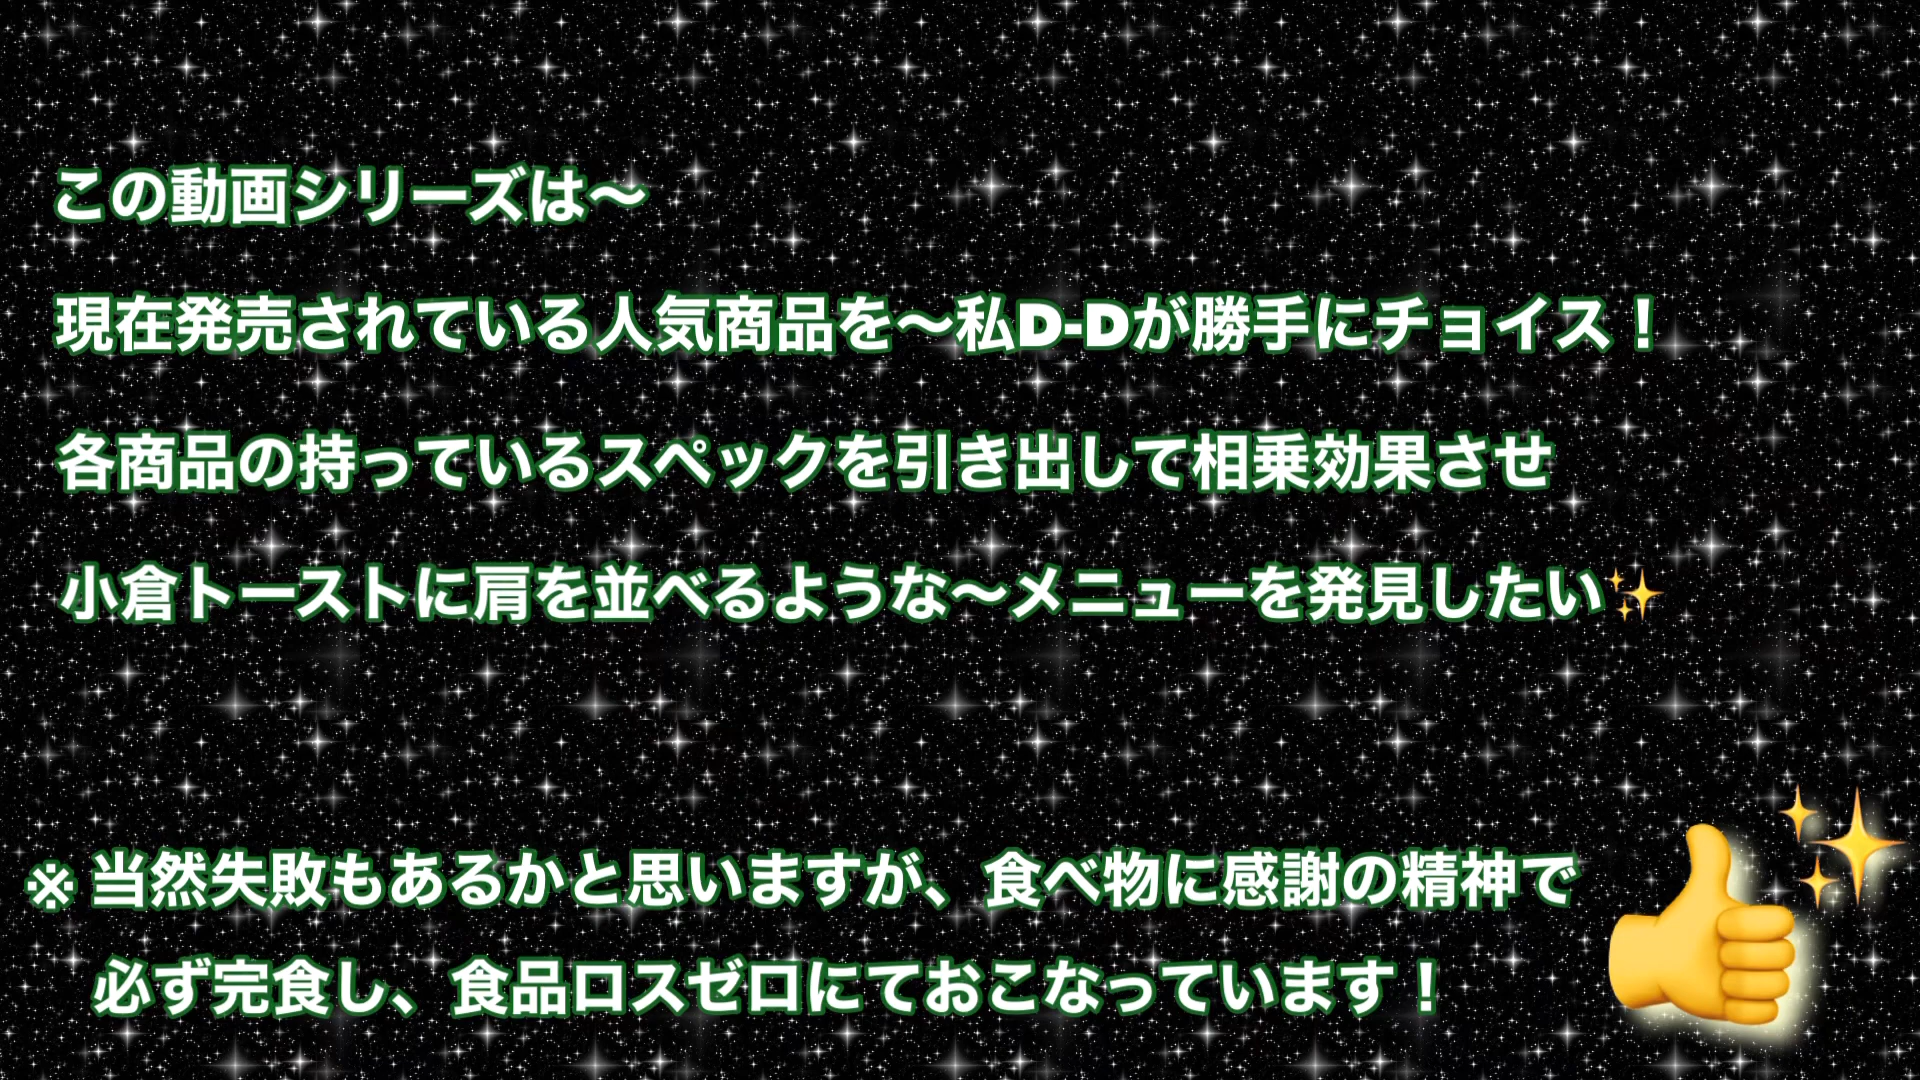 この動画シリーズは〜
現在発売されている人気商品を〜私D-Dが勝手にチョイス！
各商品の持っているスペックを引き出して相乗効果させ
小倉トーストに肩を並べるような〜メニューを発見したい✨
※ 当然失敗もあるかと思いますが、食べ物に感謝の精神で
必ず完食し、食品ロスゼロにておこなっています！